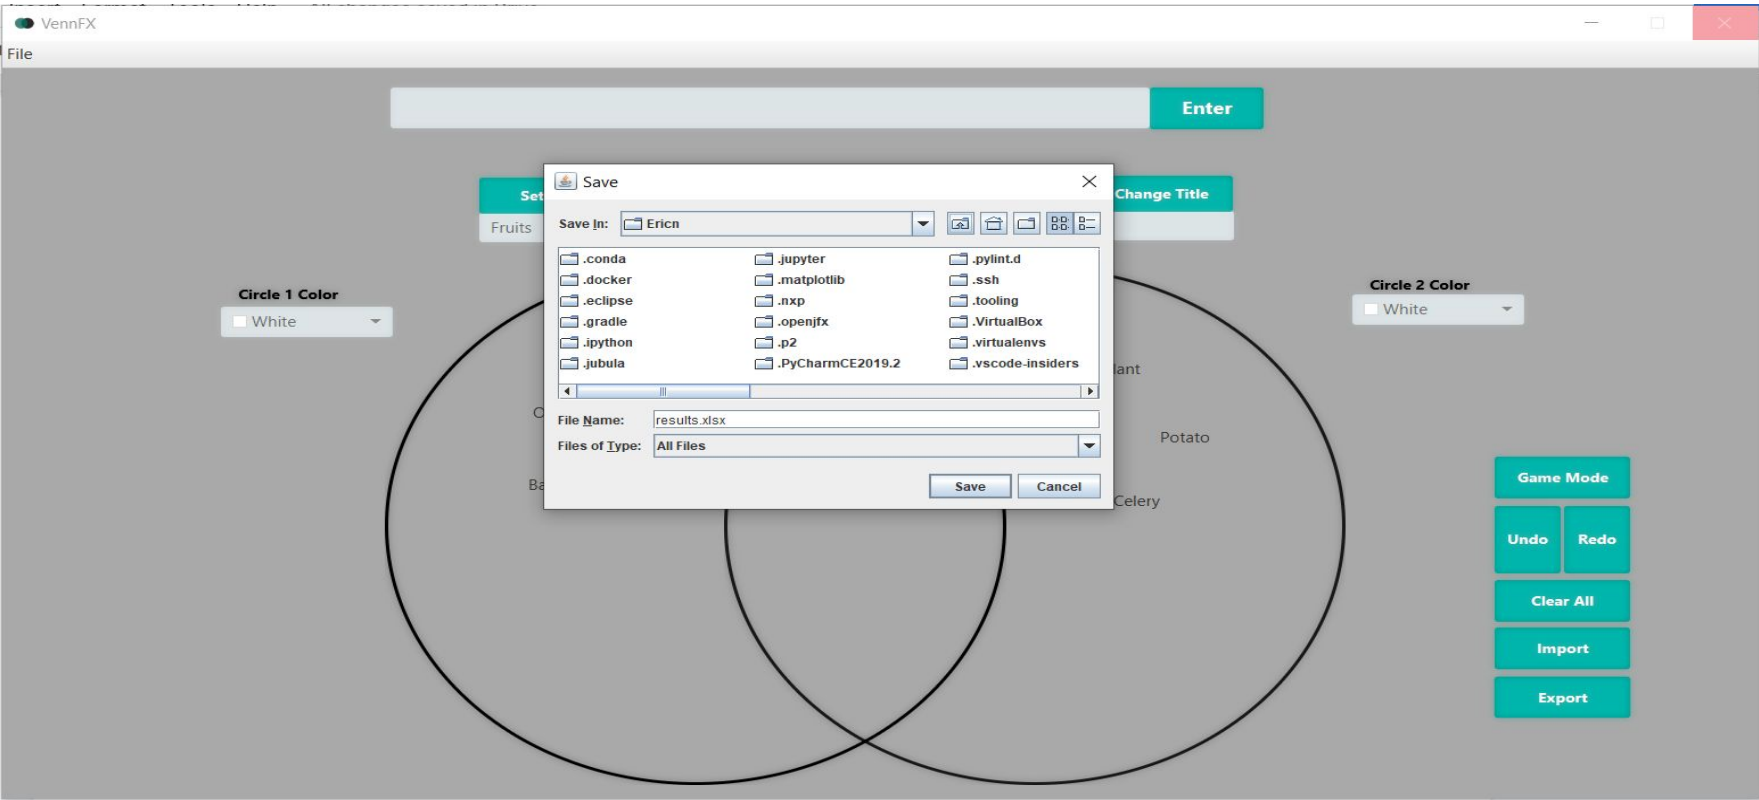 VennFX
File
Enter
Set
Change Title
Fruits
Circle 1 Color
White
Circle 2 Color
White
Save
Save In: Ericn
.conda .jupyter .pylint.d
.docker .matplotlib .ssh
.eclipse .nxp .tooling
.gradle .openjfx .VirtualBox
.ipython .p2 .virtualenvs
.jubula .PyCharmCE2019.2 .vscode-insiders
File Name: results.xlsx
Files of Type: All Files
Save Cancel
lant
Potato
Ba
Celery
Game Mode
Undo Redo
Clear All
Import
Export